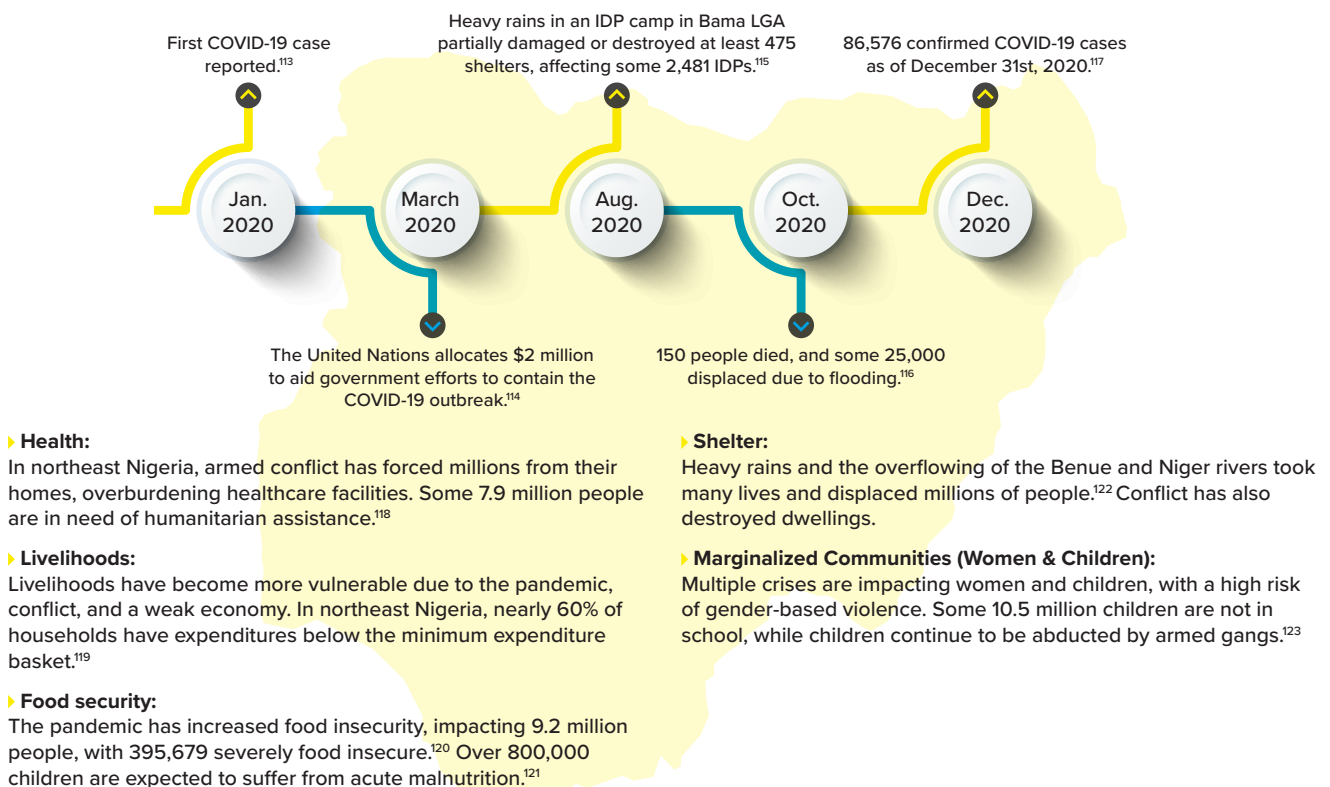 First COVID-19 case
reported.113
Heavy rains in an IDP camp in Bama LGA
partially damaged or destroyed at least 475
shelters, affecting some 2,481 IDPs.115
86,576 confirmed COVID-19 cases
as of December 31st, 2020.117
Jan.
2020
March
2020
Aug.
2020
Oct.
2020
Dec.
2020
The United Nations allocates $2 million
to aid government efforts to contain the
COVID-19 outbreak.114
150 people died, and some 25,000
displaced due to flooding.116
Health:
In northeast Nigeria, armed conflict has forced millions from their
homes, overburdening healthcare facilities. Some 7.9 million people
are in need of humanitarian assistance.118
Livelihoods:
Livelihoods have become more vulnerable due to the pandemic,
conflict, and a weak economy. In northeast Nigeria, nearly 60% of
households have expenditures below the minimum expenditure
basket.119
Food security:
The pandemic has increased food insecurity, impacting 9.2 million
people, with 395,679 severely food insecure.120 Over 800,000
children are expected to suffer from acute malnutrition.121
Shelter:
Heavy rains and the overflowing of the Benue and Niger rivers took
many lives and displaced millions of people.122 Conflict has also
destroyed dwellings.
Marginalized Communities (Women & Children):
Multiple crises are impacting women and children, with a high risk
of gender-based violence. Some 10.5 million children are not in
school, while children continue to be abducted by armed gangs.123